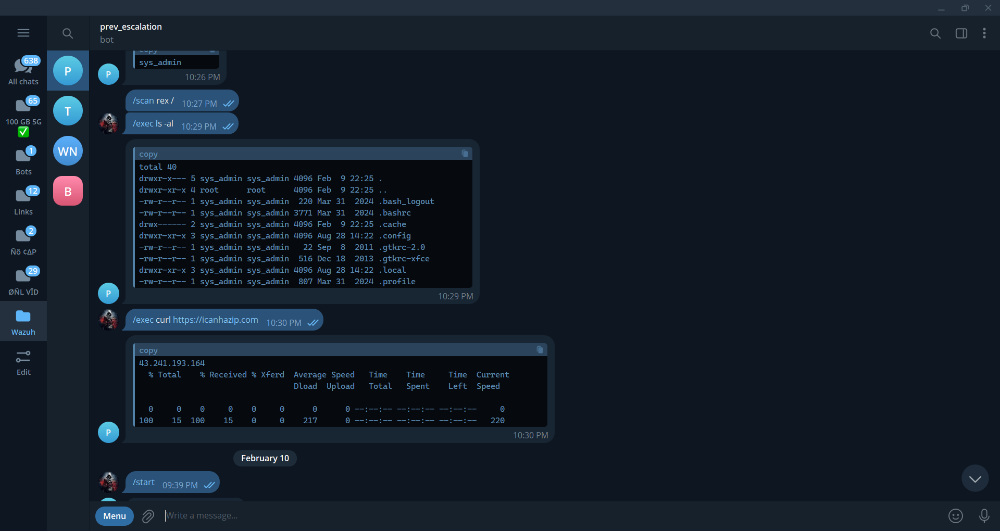 prev_escalation
bot
638
All chats
65
100 GB 5G
✅
1
Bots
12
Links
2
Ñô ¢∆P
29
ØÑL VÎD
Wazuh
Edit
P
T
WN
B
copy
sys_admin
10:26 PM
P
/scan rex / 10:27 PM
/exec ls -al 10:29 PM
copy
total 40
drwxr-x--- 5 sys_admin sys_admin 4096 Feb  9 22:25 .
drwxr-xr-x 4 root      root      4096 Feb  9 22:25 ..
-rw-r--r-- 1 sys_admin sys_admin  220 Mar 31  2024 .bash_logout
-rw-r--r-- 1 sys_admin sys_admin 3771 Mar 31  2024 .bashrc
drwx------ 2 sys_admin sys_admin 4096 Feb  9 22:25 .cache
drwxr-xr-x 3 sys_admin sys_admin 4096 Aug 28 14:22 .config
-rw-r--r-- 1 sys_admin sys_admin   22 Sep  8  2011 .gtkrc-2.0
-rw-r--r-- 1 sys_admin sys_admin  516 Dec 18  2013 .gtkrc-xfce
drwxr-xr-x 3 sys_admin sys_admin 4096 Aug 28 14:22 .local
-rw-r--r-- 1 sys_admin sys_admin  807 Mar 31  2024 .profile
P
10:29 PM
/exec curl https://icanhazip.com 10:30 PM
copy
43.241.193.164
  % Total    % Received % Xferd  Average Speed   Time    Time     Time  Current
                                 Dload  Upload   Total   Spent    Left  Speed
  0     0    0     0    0     0      0      0 --:--:-- --:--:-- --:--:--     0
100    15  100    15    0     0    217      0 --:--:-- --:--:-- --:--:--   220
P
10:30 PM
February 10
/start 09:39 PM
Menu
Write a message...